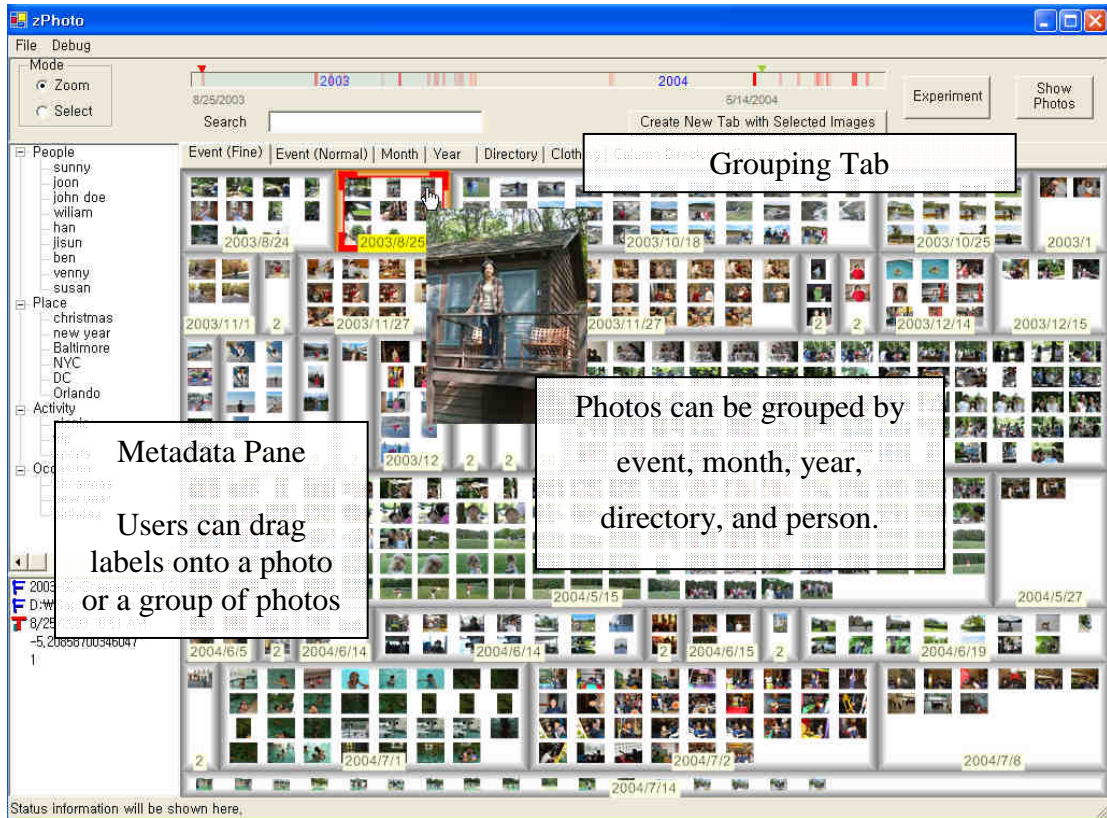 zPhoto
File Debug
Mode
Zoom
Select
2003
2004
8/25/2003
5/14/2004
Search
Create New Tab with Selected Images
Experiment
Show
Photos
People
sunny
joon
john doe
william
han
jisun
ben
venny
susan
Place
christmas
new year
Baltimore
NYC
DC
Orlando
Activity
Event (Fine) Event (Normal) Month Year Directory
Grouping Tab
2003/8/24
2003/8/25
2003/10/18
2003/10/25
2003/1
2003/11/1
2
2003/11/27
2003/11/27
2
2
2003/12/14
2003/12/15
2003/12
2
2
Photos can be grouped by
event, month, year,
directory, and person.
Metadata Pane
Users can drag
labels onto a photo
or a group of photos
2004/5/15
2004/5/27
2004/6/5
2
2004/6/14
2004/6/14
2
2004/6/15
2
2004/6/19
-5,20858700346047
1
2
2004/7/1
2004/7/2
2004/7/8
2004/7/14
Status information will be shown here,